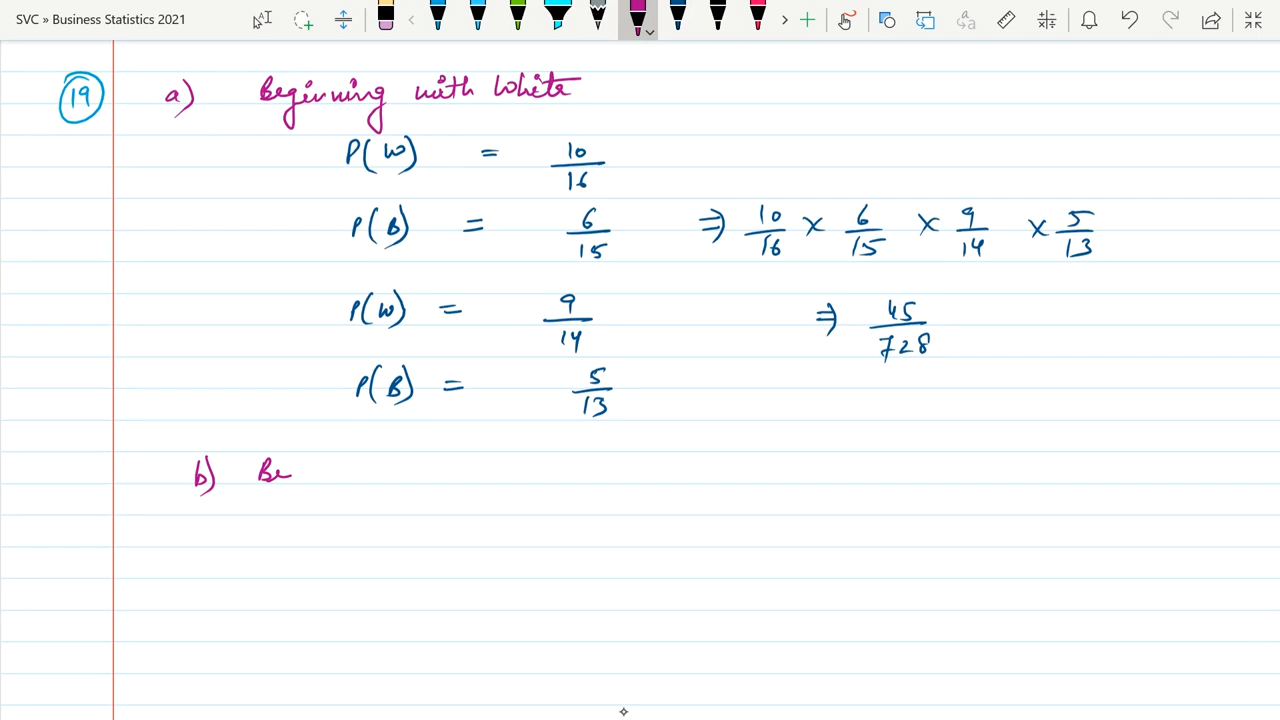 SVC » Business Statistics 2021
19 a) Beginning with White
P(W) = 10/16
P(B) = 6/15 ⇒ 10/16 × 6/15 × 9/14 × 5/13
P(W) = 9/14 ⇒ 45/728
P(B) = 5/13
b) Be